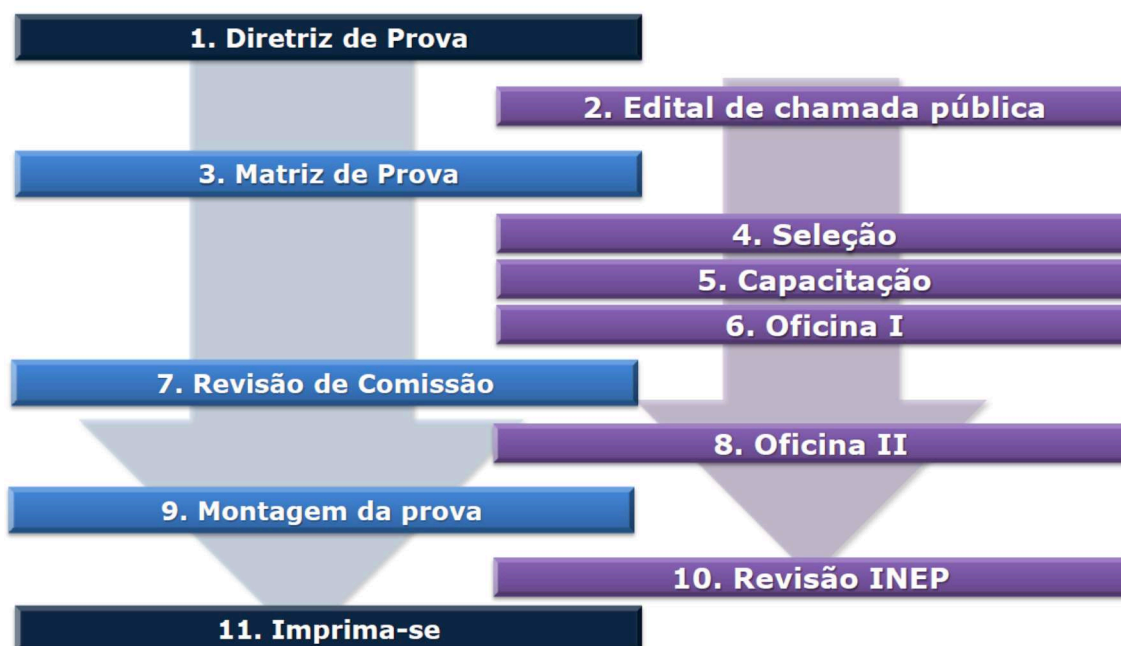 1. Diretriz de Prova
2. Edital de chamada pública
3. Matriz de Prova
4. Seleção
5. Capacitação
6. Oficina I
7. Revisão de Comissão
8. Oficina II
9. Montagem da prova
10. Revisão INEP
11. Imprima-se